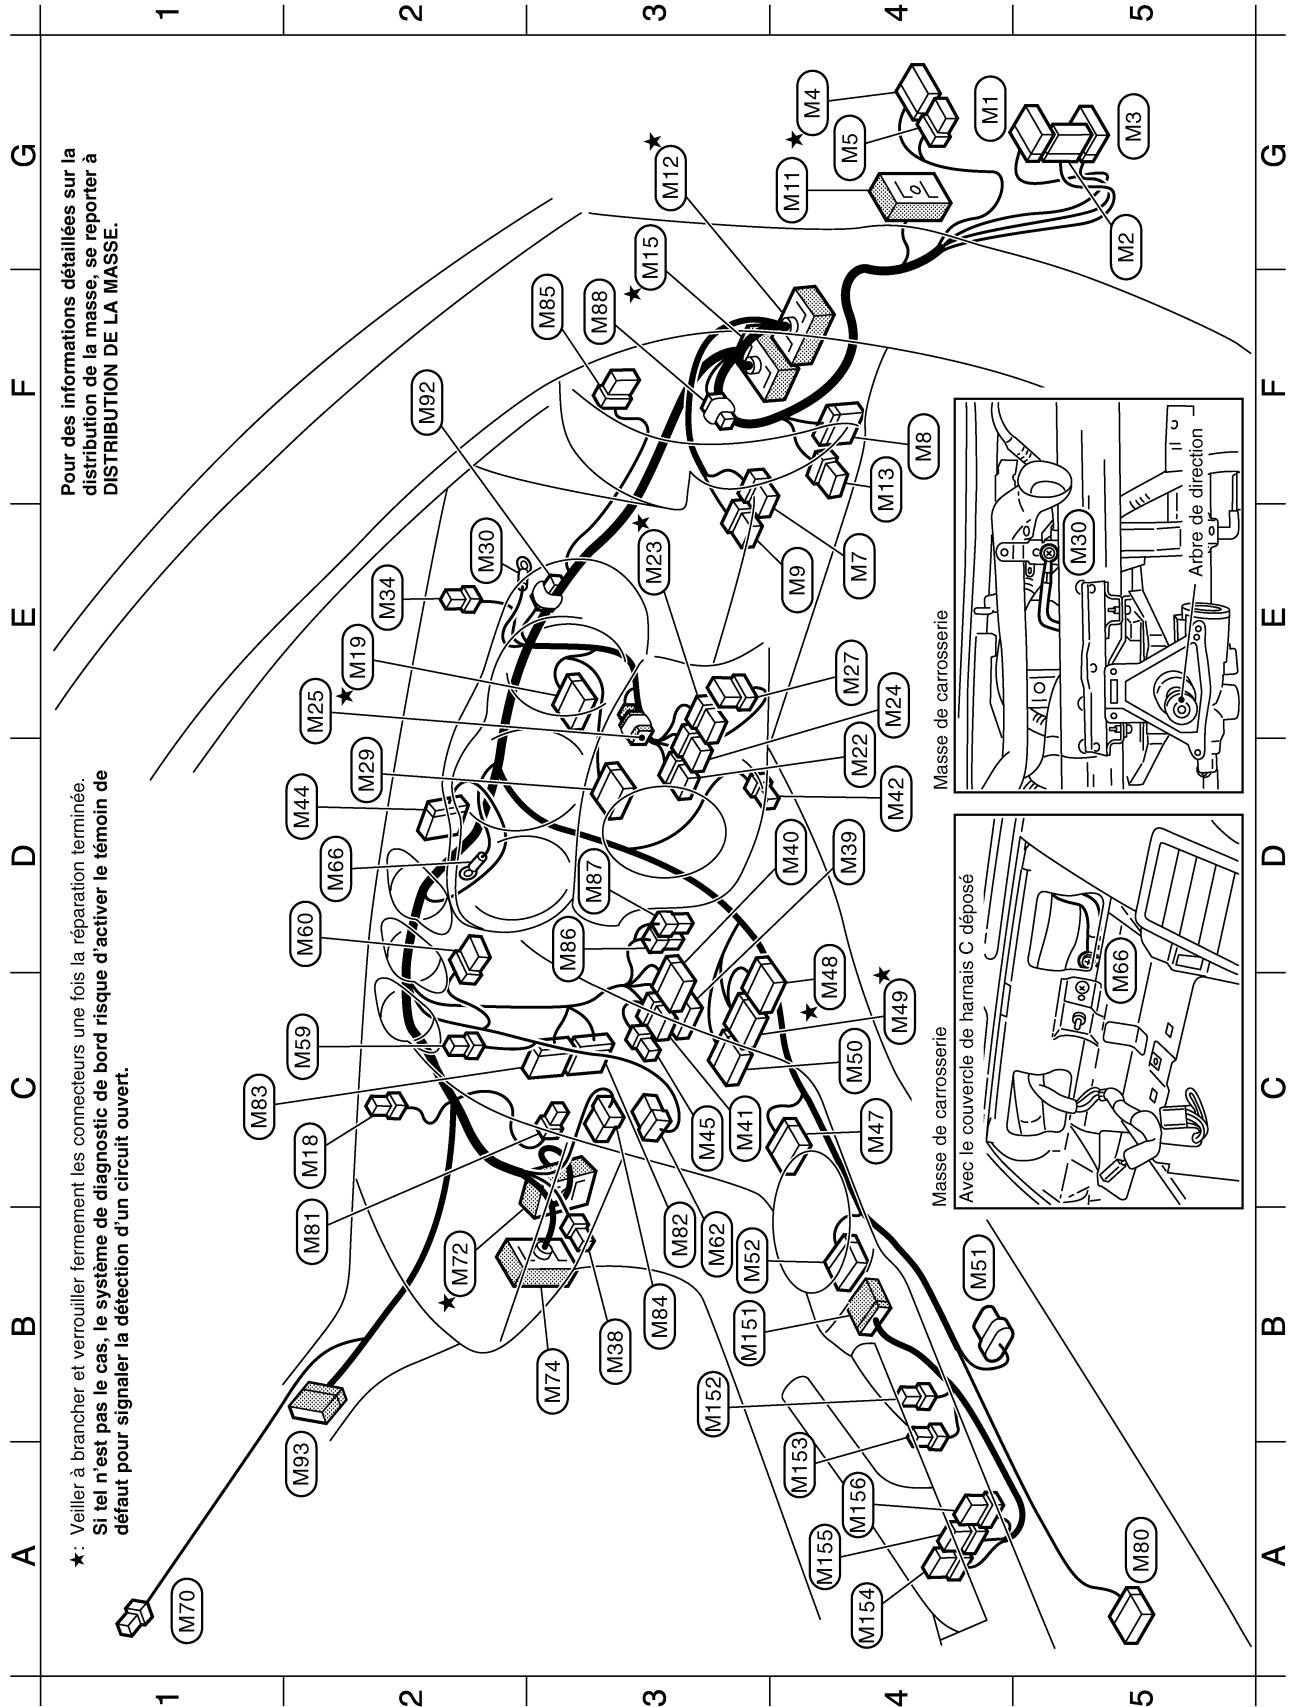 A
B
C
D
E
F
G
★: Veiller à brancher et verrouiller fermement les connecteurs une fois la réparation terminée.
Si tel n'est pas le cas, le système de diagnostic de bord risque d'activer le témoin de
défaut pour signaler la détection d'un circuit ouvert.
Pour des informations détaillées sur la
distribution de la masse, se reporter à
DISTRIBUTION DE LA MASSE.
1
1
2
2
3
3
4
4
5
5
M70
M93
M18
M81
M83
M59
M60
M66
M44
M29
M25
M19 ★
M34
M30
M92
M85
M88
M15 ★
M12 ★
M11
M4 ★
M5
M1
M3
M2
M72 ★
M74
M38
M84
M82
M62
M45
M41
M86
M87
M40
M39
M23 ★
M9
M7
M13
M8
M27
M24
M22
M42
M48 ★
M49 ★
M50
M47
M52
M151
M51
M152
M153
M156
M155
M154
M80
Masse de carrosserie
Avec le couvercle de harnais C déposé
M66
Masse de carrosserie
M30
Arbre de direction
A
B
C
D
E
F
G